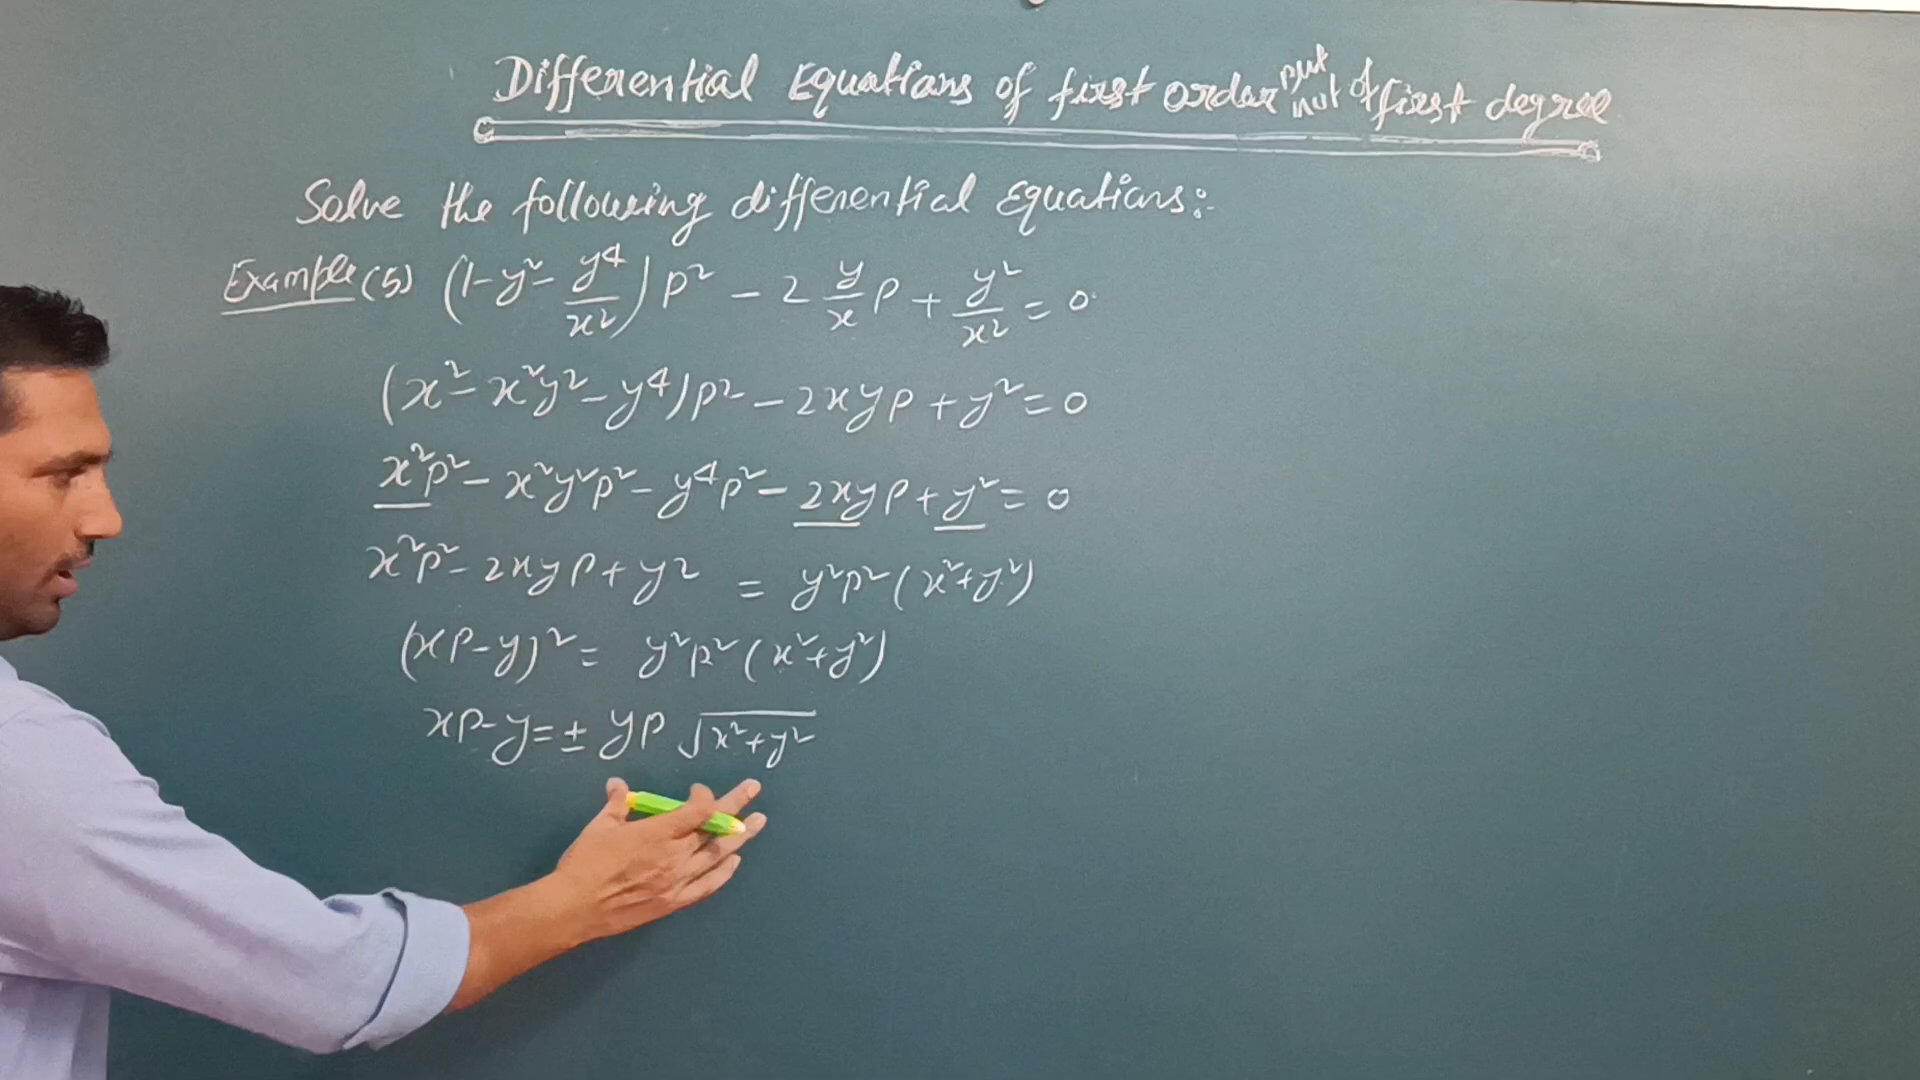 Differential Equations of first order but not of first degree
Solve the following differential Equations:-
Example (5) (1-y²-y⁴/x²)p² - 2 y/x p + y²/x² = 0
(x²-x²y²-y⁴)p² - 2xyp + y² = 0
x²p² - x²y²p² - y⁴p² - 2xyp + y² = 0
x²p² - 2xyp + y² = y²p²(x²+y²)
(xp-y)² = y²p²(x²+y²)
xp-y = ± yp √x²+y²